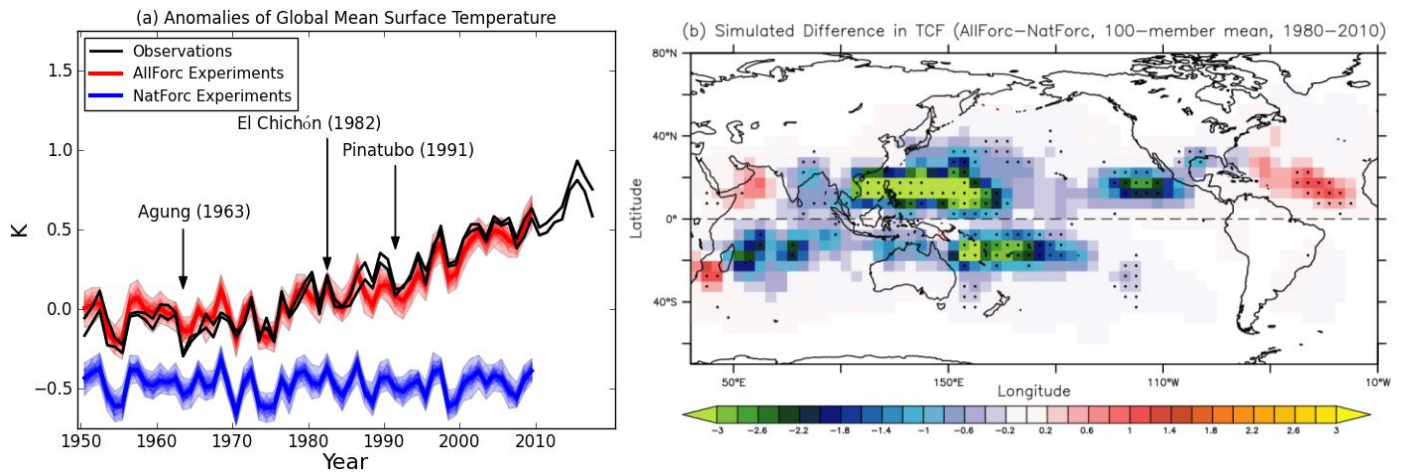 (a) Anomalies of Global Mean Surface Temperature
Observations
AllForc Experiments
NatForc Experiments
El Chichón (1982)
Pinatubo (1991)
Agung (1963)
K
1.5
1.0
0.5
0.0
−0.5
1950 1960 1970 1980 1990 2000 2010
Year
(b) Simulated Difference in TCF (AllForc−NatForc, 100−member mean, 1980−2010)
Latitude
80°N
40°N
0°
40°S
50°E 150°E 110°W 10°W
Longitude
−3 −2.6 −2.2 −1.8 −1.4 −1 −0.6 −0.2 0.2 0.6 1 1.4 1.8 2.2 2.6 3